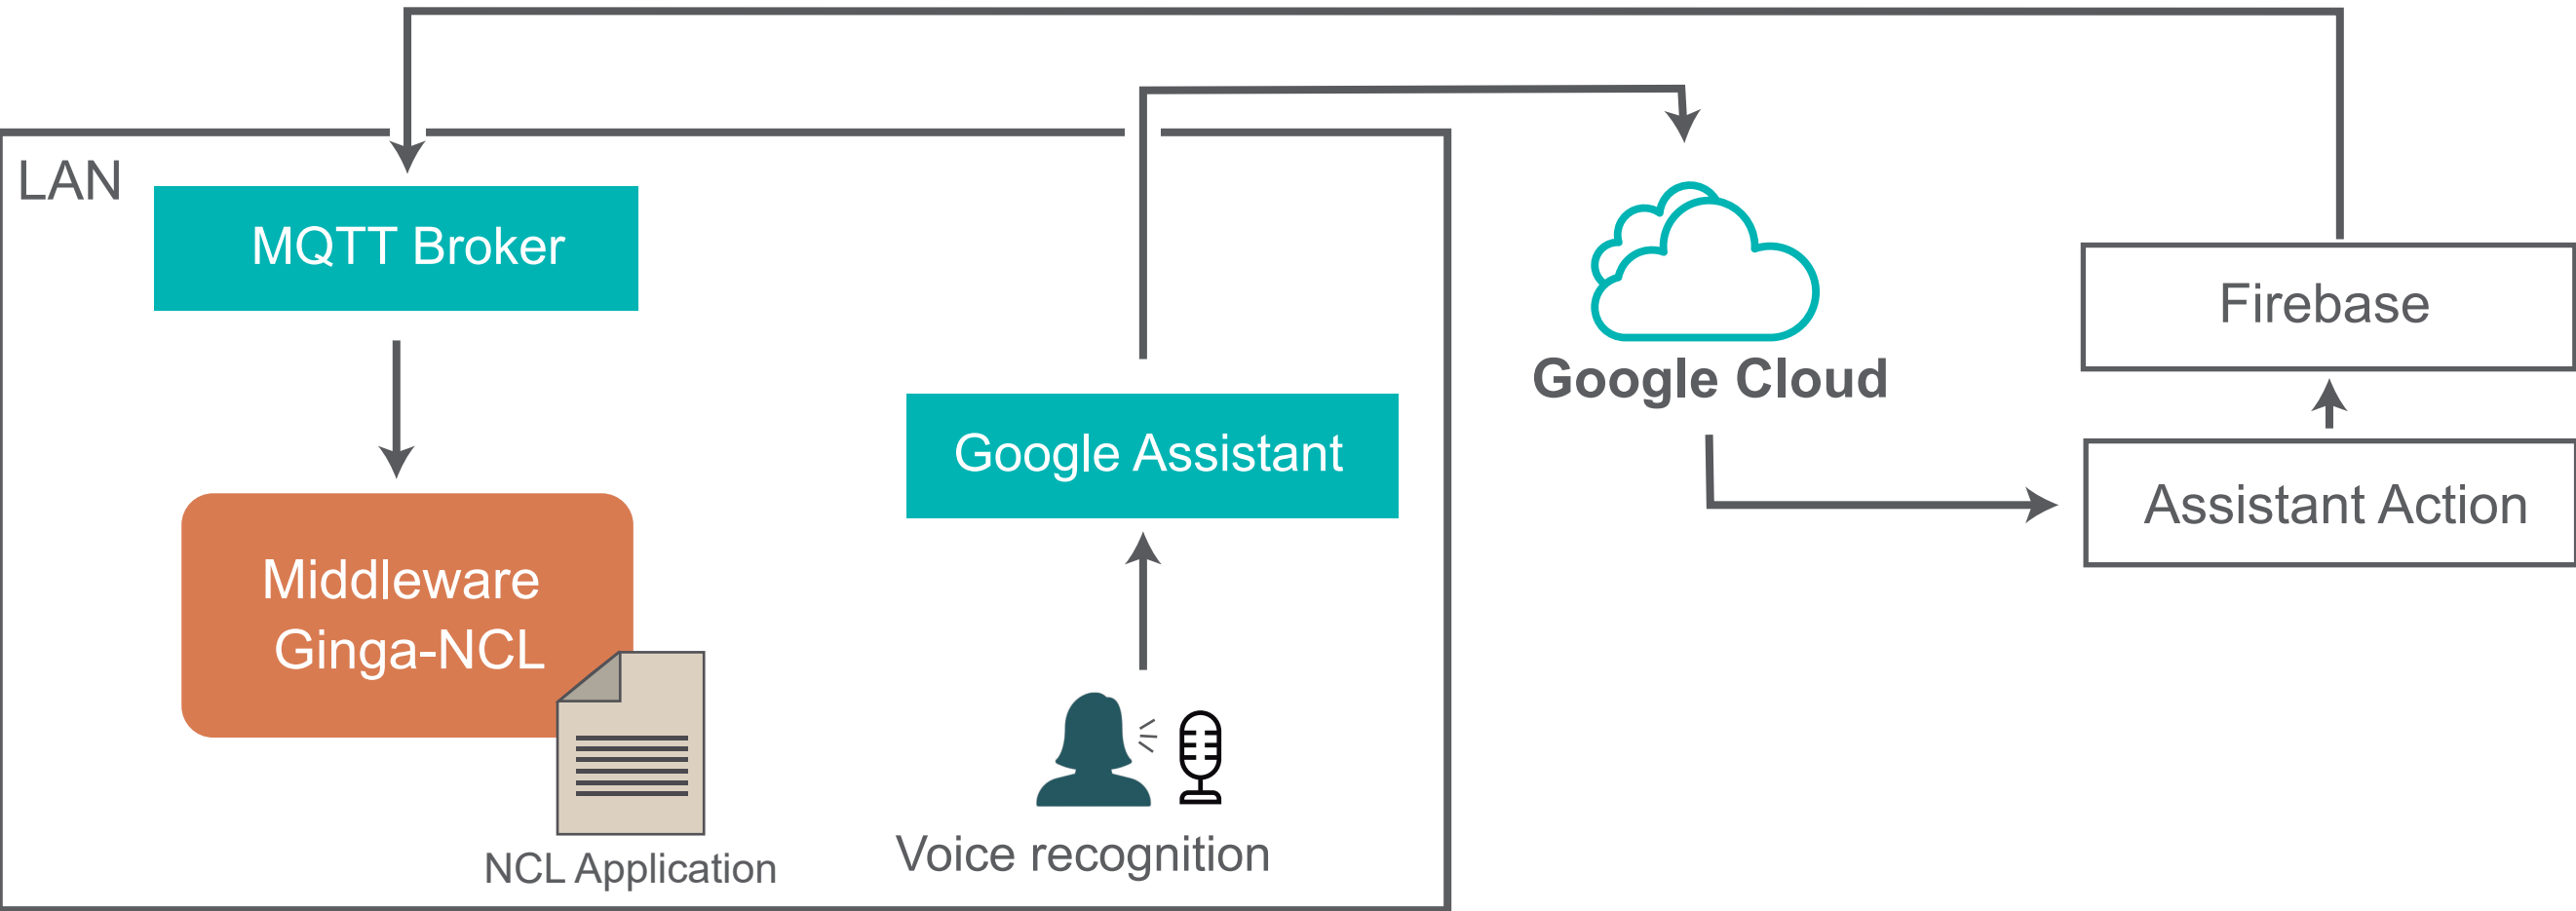 LAN
MQTT Broker
Middleware
Ginga-NCL
NCL Application
Google Assistant
Voice recognition
Google Cloud
Firebase
Assistant Action